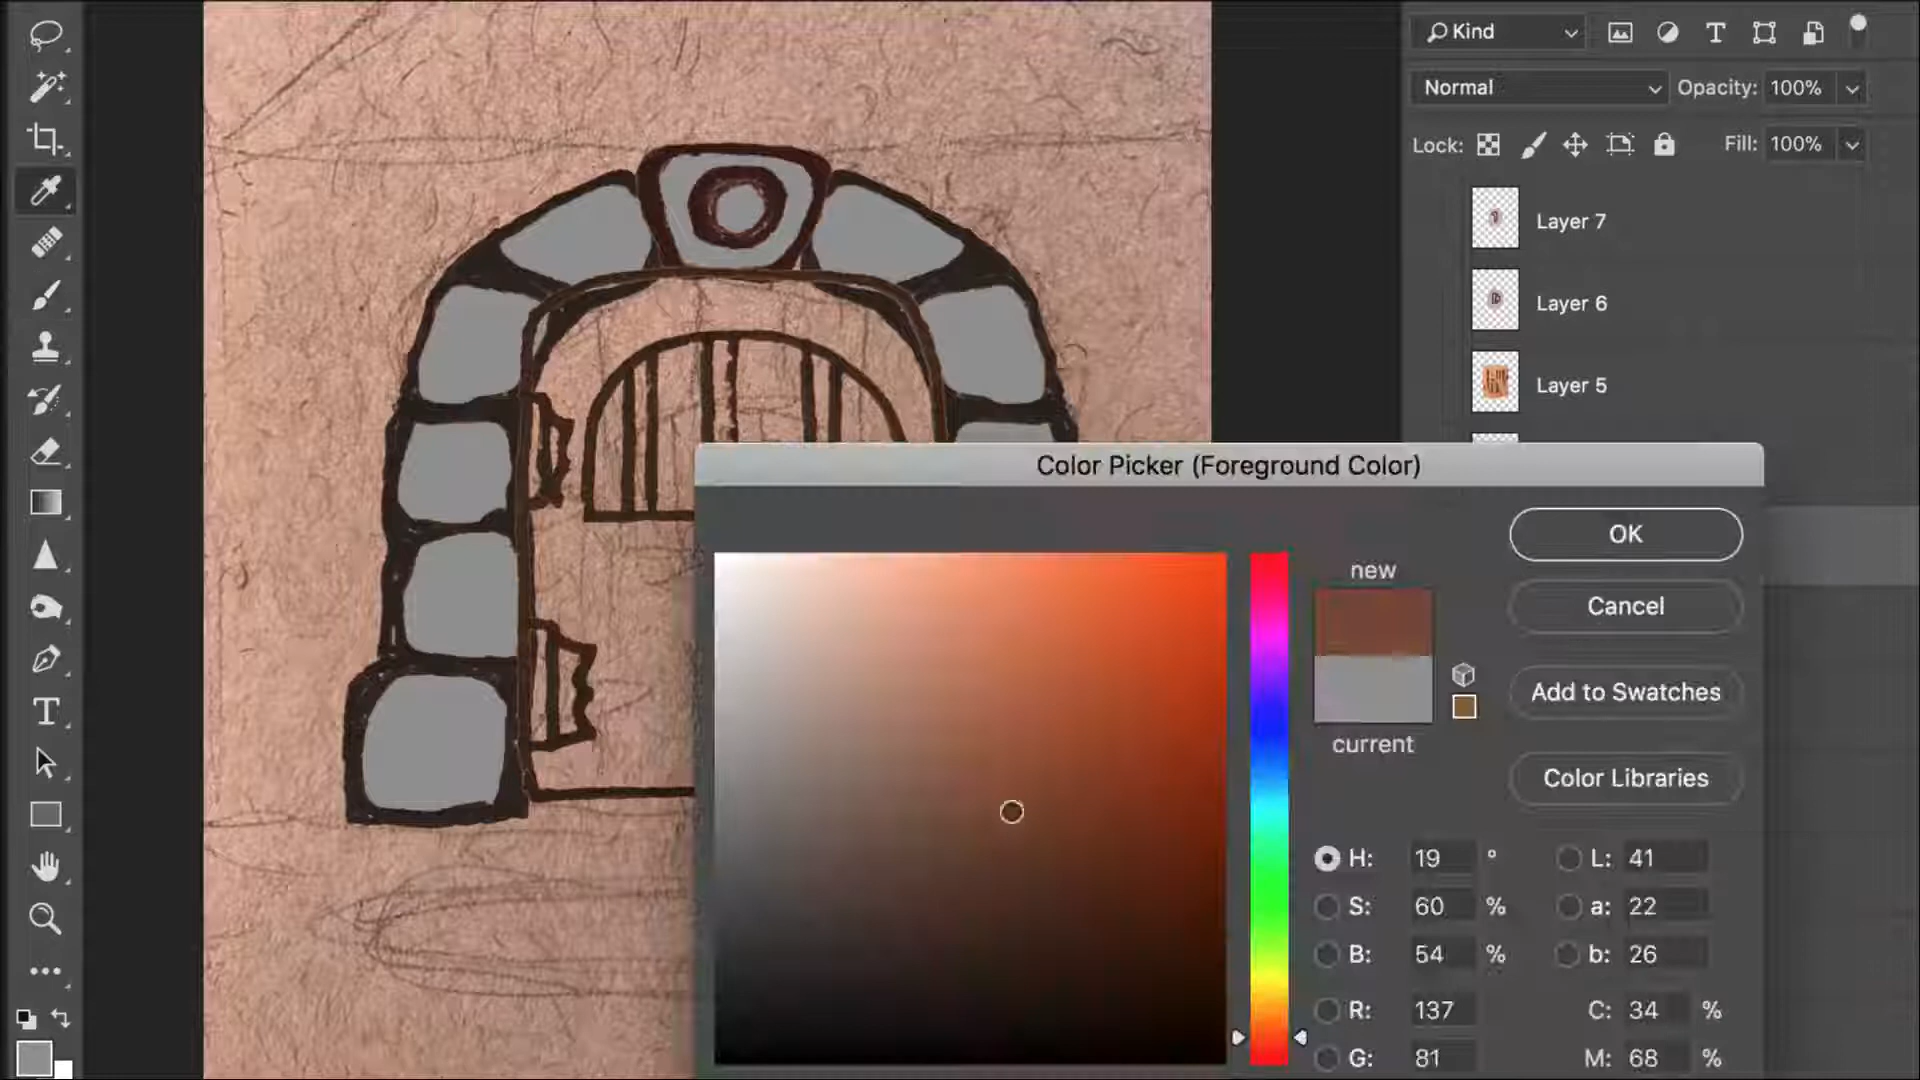 Kind
Normal
Opacity: 100%
Lock:
Fill: 100%
Layer 7
Layer 6
Layer 5
Color Picker (Foreground Color)
OK
new
Cancel
Add to Swatches
current
Color Libraries
H: 19 °
L: 41
S: 60 %
a: 22
B: 54 %
b: 26
R: 137
C: 34 %
G: 81
M: 68 %